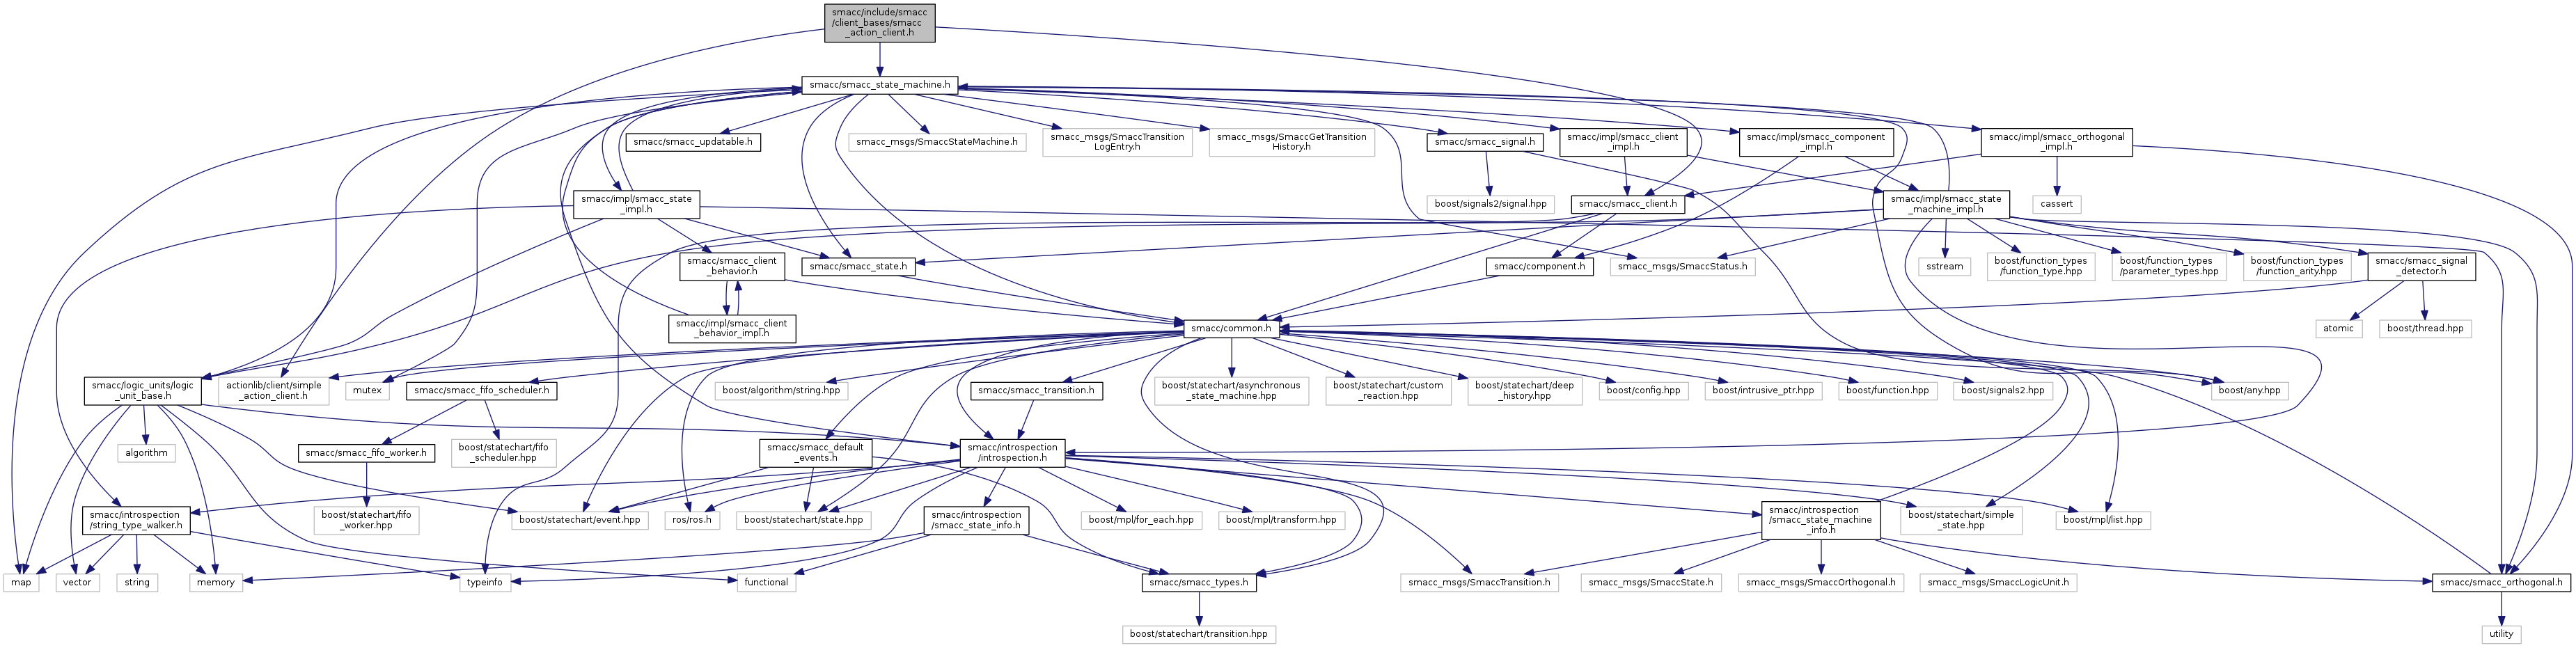 smacc/include/smacc
/client_bases/smacc
_action_client.h
smacc/smacc_state_machine.h
smacc/smacc_updatable.h
smacc_msgs/SmaccStateMachine.h
smacc_msgs/SmaccTransition
LogEntry.h
smacc_msgs/SmaccGetTransition
History.h
smacc/smacc_signal.h
smacc/impl/smacc_client
_impl.h
smacc/impl/smacc_component
_impl.h
smacc/impl/smacc_orthogonal
_impl.h
smacc/impl/smacc_state
_impl.h
boost/signals2/signal.hpp
smacc/smacc_client.h
smacc/impl/smacc_state
_machine_impl.h
cassert
smacc/smacc_client
_behavior.h
smacc/smacc_state.h
smacc/component.h
smacc_msgs/SmaccStatus.h
sstream
boost/function_types
/function_type.hpp
boost/function_types
/parameter_types.hpp
boost/function_types
/function_arity.hpp
smacc/smacc_signal
_detector.h
smacc/impl/smacc_client
_behavior_impl.h
smacc/common.h
atomic
boost/thread.hpp
smacc/logic_units/logic
_unit_base.h
actionlib/client/simple
_action_client.h
mutex
smacc/smacc_fifo_scheduler.h
boost/algorithm/string.hpp
smacc/smacc_transition.h
boost/statechart/asynchronous
_state_machine.hpp
boost/statechart/custom
_reaction.hpp
boost/statechart/deep
_history.hpp
boost/config.hpp
boost/intrusive_ptr.hpp
boost/function.hpp
boost/signals2.hpp
boost/any.hpp
algorithm
smacc/smacc_fifo_worker.h
boost/statechart/fifo
_scheduler.hpp
smacc/smacc_default
_events.h
smacc/introspection
/introspection.h
smacc/introspection
/string_type_walker.h
boost/statechart/fifo
_worker.hpp
boost/statechart/event.hpp
ros/ros.h
boost/statechart/state.hpp
smacc/introspection
/smacc_state_info.h
boost/mpl/for_each.hpp
boost/mpl/transform.hpp
smacc/introspection
/smacc_state_machine
_info.h
boost/statechart/simple
_state.hpp
boost/mpl/list.hpp
map
vector
string
memory
typeinfo
functional
smacc/smacc_types.h
smacc_msgs/SmaccTransition.h
smacc_msgs/SmaccState.h
smacc_msgs/SmaccOrthogonal.h
smacc_msgs/SmaccLogicUnit.h
smacc/smacc_orthogonal.h
boost/statechart/transition.hpp
utility